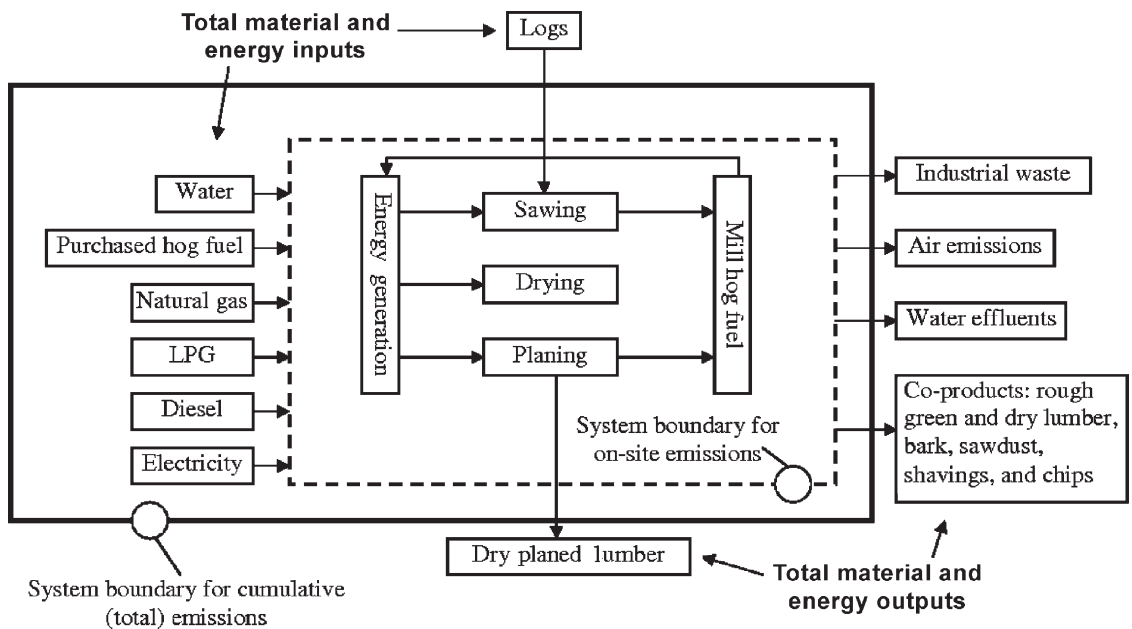 Total material and
energy inputs
Logs
Water
Purchased hog fuel
Natural gas
LPG
Diesel
Electricity
Energy generation
Sawing
Drying
Planing
Mill hog fuel
System boundary for
on-site emissions
Industrial waste
Air emissions
Water effluents
Co-products: rough
green and dry lumber,
bark, sawdust,
shavings, and chips
Dry planed lumber
System boundary for cumulative
(total) emissions
Total material and
energy outputs